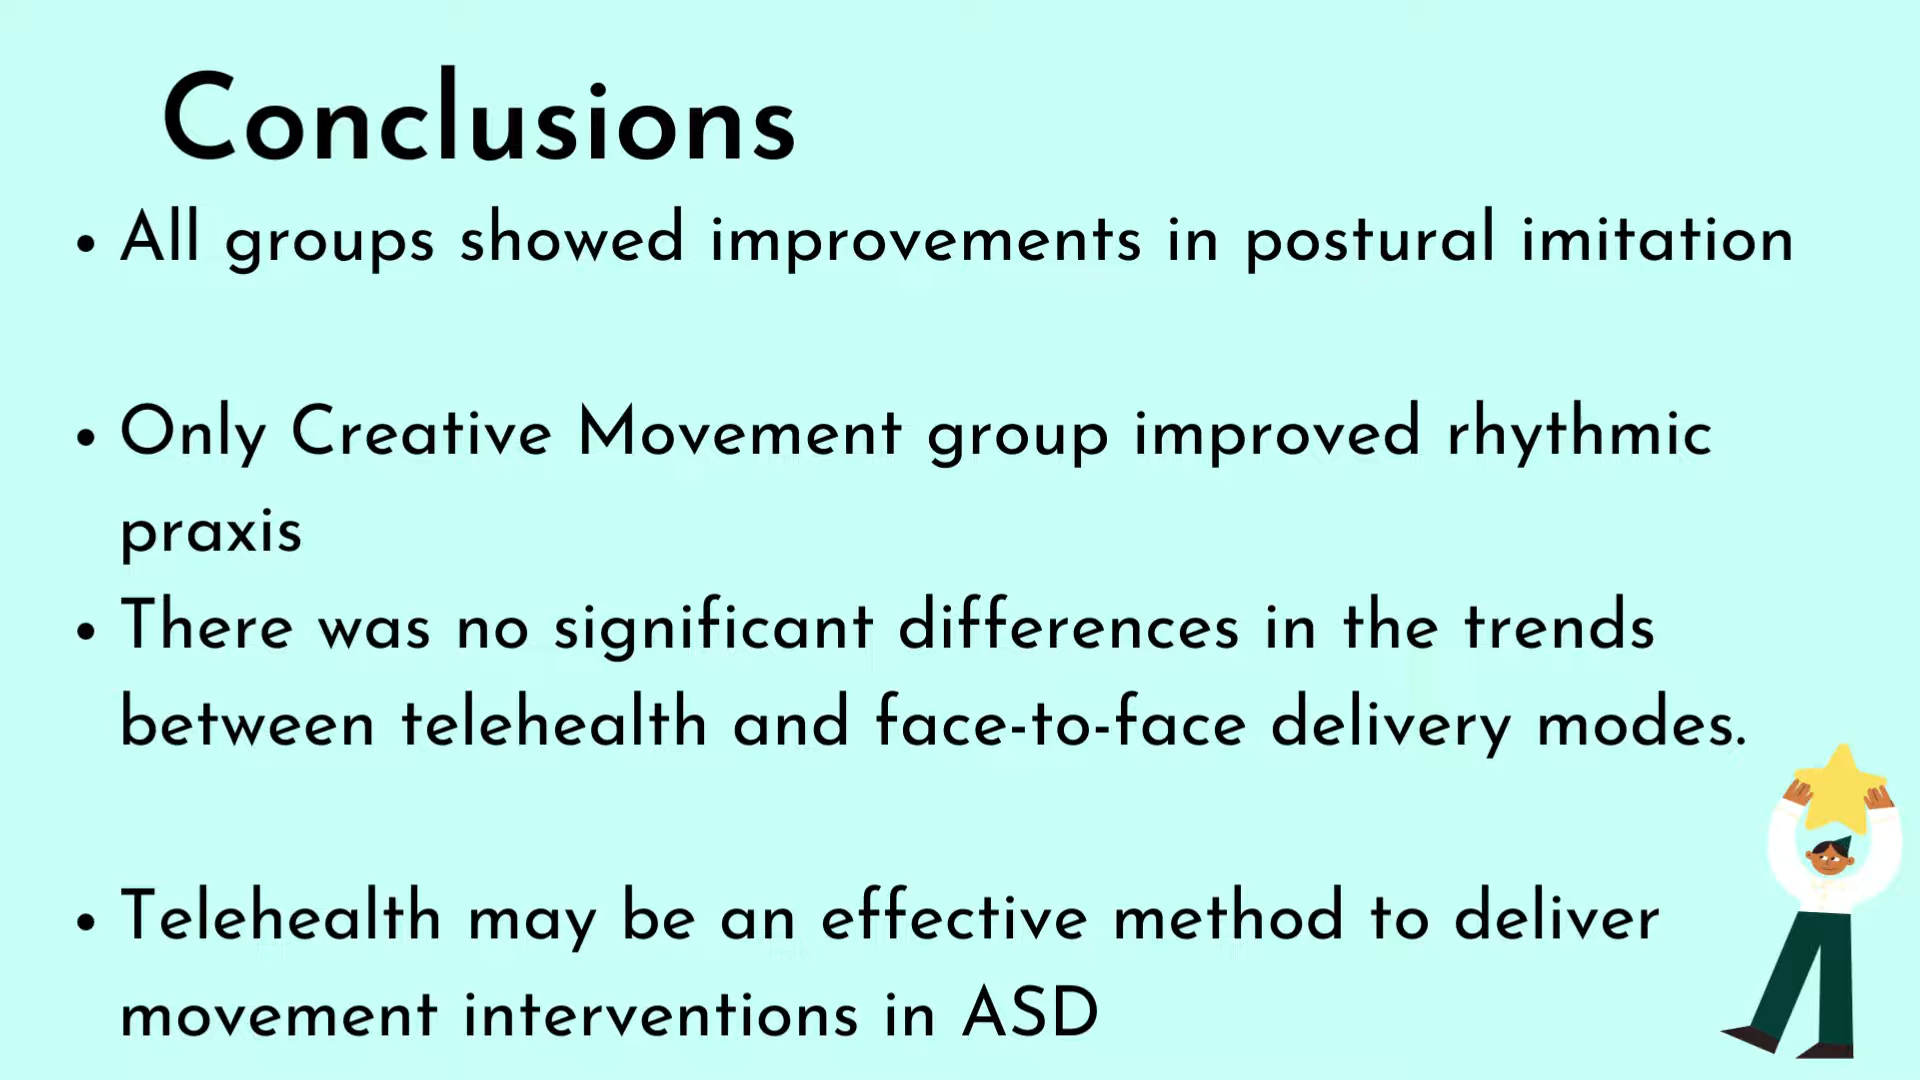 Conclusions
• All groups showed improvements in postural imitation
• Only Creative Movement group improved rhythmic
praxis
• There was no significant differences in the trends
between telehealth and face-to-face delivery modes.
• Telehealth may be an effective method to deliver
movement interventions in ASD